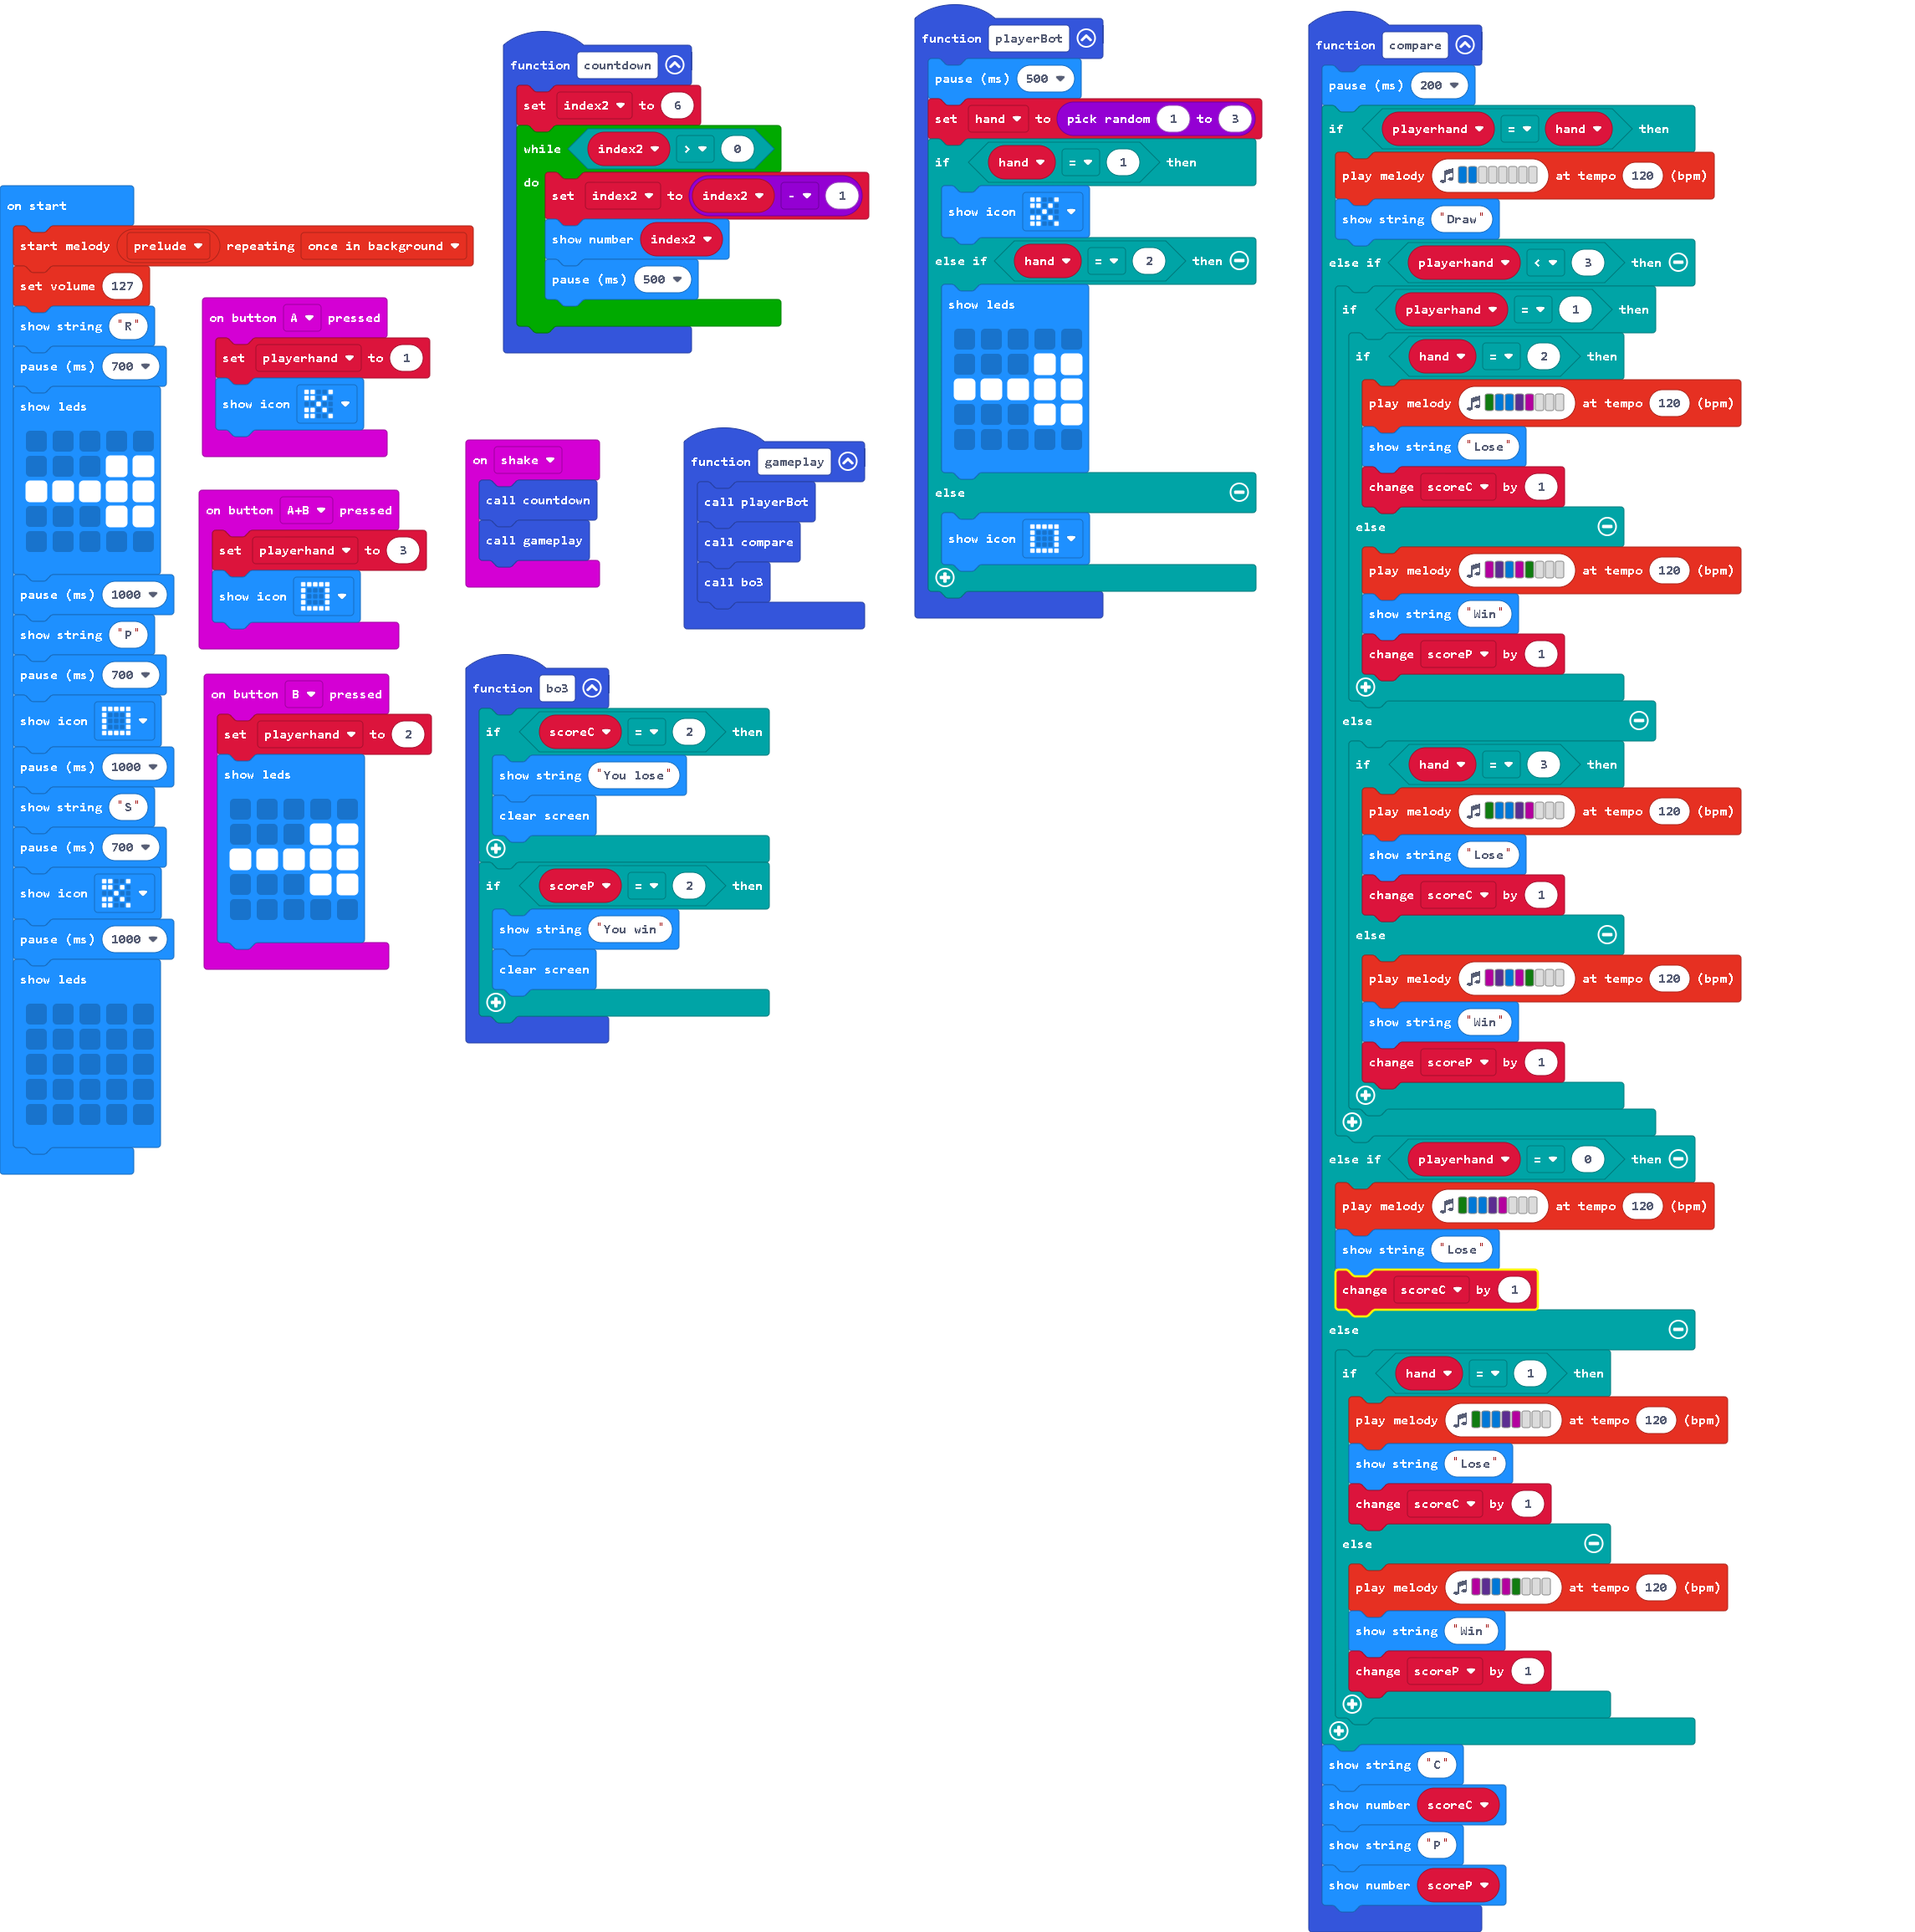 on start
start melody prelude repeating once in background
set volume 127
show string "R"
pause (ms) 700
show leds
pause (ms) 1000
show string "P"
pause (ms) 700
show icon
pause (ms) 1000
show string "S"
pause (ms) 700
show icon
pause (ms) 1000
show leds
on button A pressed
set playerhand to 1
show icon
on button A+B pressed
set playerhand to 3
show icon
on button B pressed
set playerhand to 2
show leds
function countdown
set index2 to 6
while index2 > 0
do
set index2 to index2 - 1
show number index2
pause (ms) 500
on shake
call countdown
call gameplay
function gameplay
call playerBot
call compare
call bo3
function bo3
if scoreC = 2 then
show string "You lose"
clear screen
if scoreP = 2 then
show string "You win"
clear screen
function playerBot
pause (ms) 500
set hand to pick random 1 to 3
if hand = 1 then
show icon
else if hand = 2 then
show leds
else
show icon
function compare
pause (ms) 200
if playerhand = hand then
play melody at tempo 120 (bpm)
show string "Draw"
else if playerhand < 3 then
if playerhand = 1 then
if hand = 2 then
play melody at tempo 120 (bpm)
show string "Lose"
change scoreC by 1
else
play melody at tempo 120 (bpm)
show string "Win"
change scoreP by 1
else
if hand = 3 then
play melody at tempo 120 (bpm)
show string "Lose"
change scoreC by 1
else
play melody at tempo 120 (bpm)
show string "Win"
change scoreP by 1
else if playerhand = 0 then
play melody at tempo 120 (bpm)
show string "Lose"
change scoreC by 1
else
if hand = 1 then
play melody at tempo 120 (bpm)
show string "Lose"
change scoreC by 1
else
play melody at tempo 120 (bpm)
show string "Win"
change scoreP by 1
show string "C"
show number scoreC
show string "P"
show number scoreP